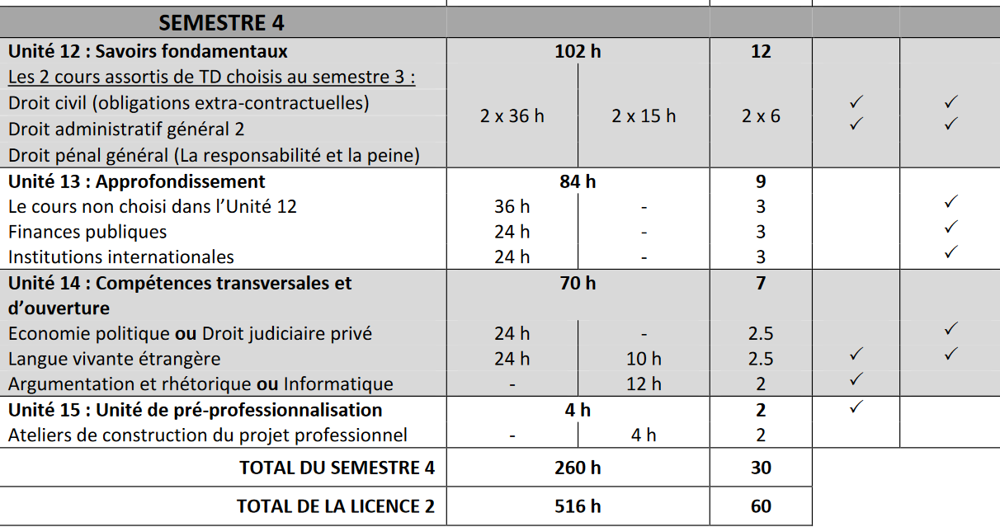 SEMESTRE 4
Unité 12 : Savoirs fondamentaux 102 h 12
Les 2 cours assortis de TD choisis au semestre 3 :
Droit civil (obligations extra-contractuelles) ✓ ✓
2 x 36 h 2 x 15 h 2 x 6
Droit administratif général 2 ✓ ✓
Droit pénal général (La responsabilité et la peine)
Unité 13 : Approfondissement 84 h 9
Le cours non choisi dans l’Unité 12 36 h - 3 ✓
Finances publiques 24 h - 3 ✓
Institutions internationales 24 h - 3 ✓
Unité 14 : Compétences transversales et 70 h 7
d’ouverture
Economie politique ou Droit judiciaire privé 24 h - 2.5 ✓
Langue vivante étrangère 24 h 10 h 2.5 ✓ ✓
Argumentation et rhétorique ou Informatique - 12 h 2 ✓
Unité 15 : Unité de pré-professionnalisation 4 h 2 ✓
Ateliers de construction du projet professionnel - 4 h 2
TOTAL DU SEMESTRE 4 260 h 30
TOTAL DE LA LICENCE 2 516 h 60